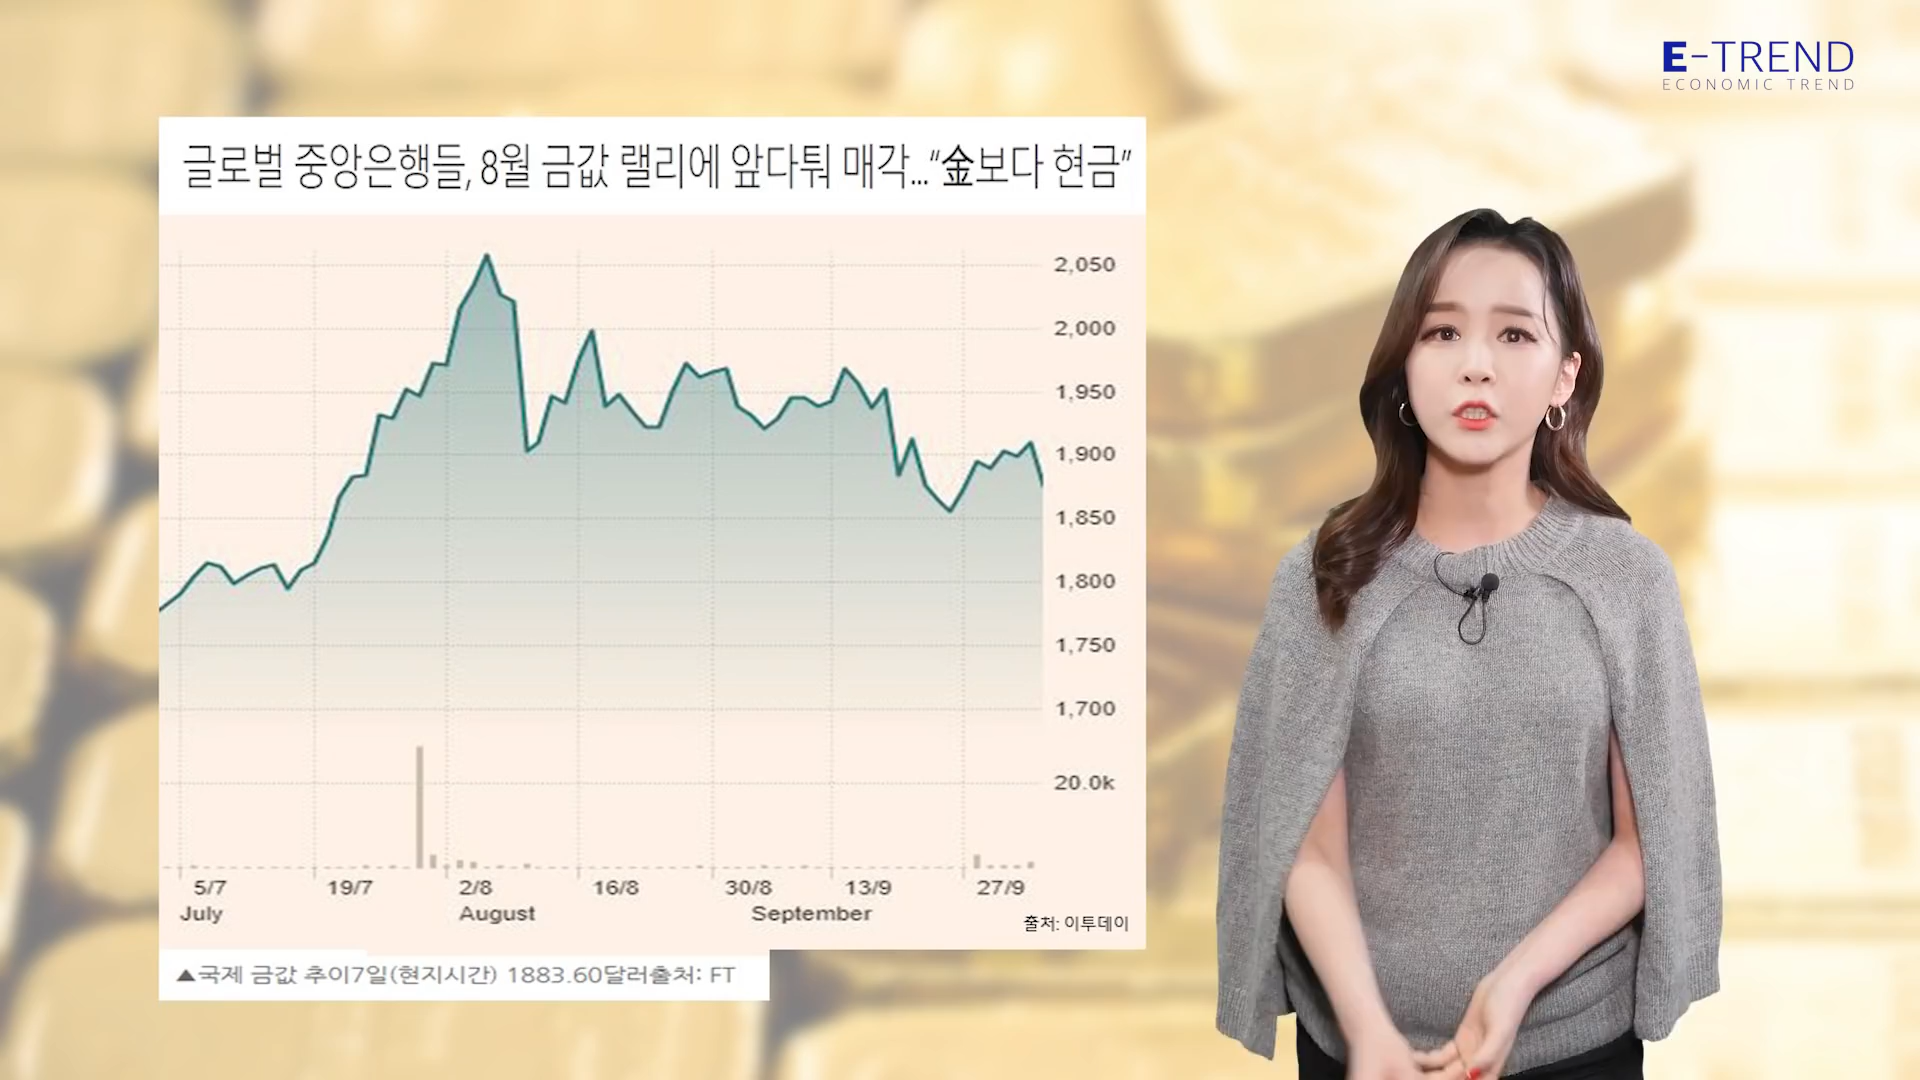 E-TREND
ECONOMIC TREND
글로벌 중앙은행들, 8월 금값 랠리에 앞다퉈 매각...“金보다 현금”
2,050
2,000
1,950
1,900
1,850
1,800
1,750
1,700
20.0k
5/7 19/7 2/8 16/8 30/8 13/9 27/9
July August September
출처: 이투데이
▲국제 금값 추이7일(현지시간) 1883.60달러출처: FT